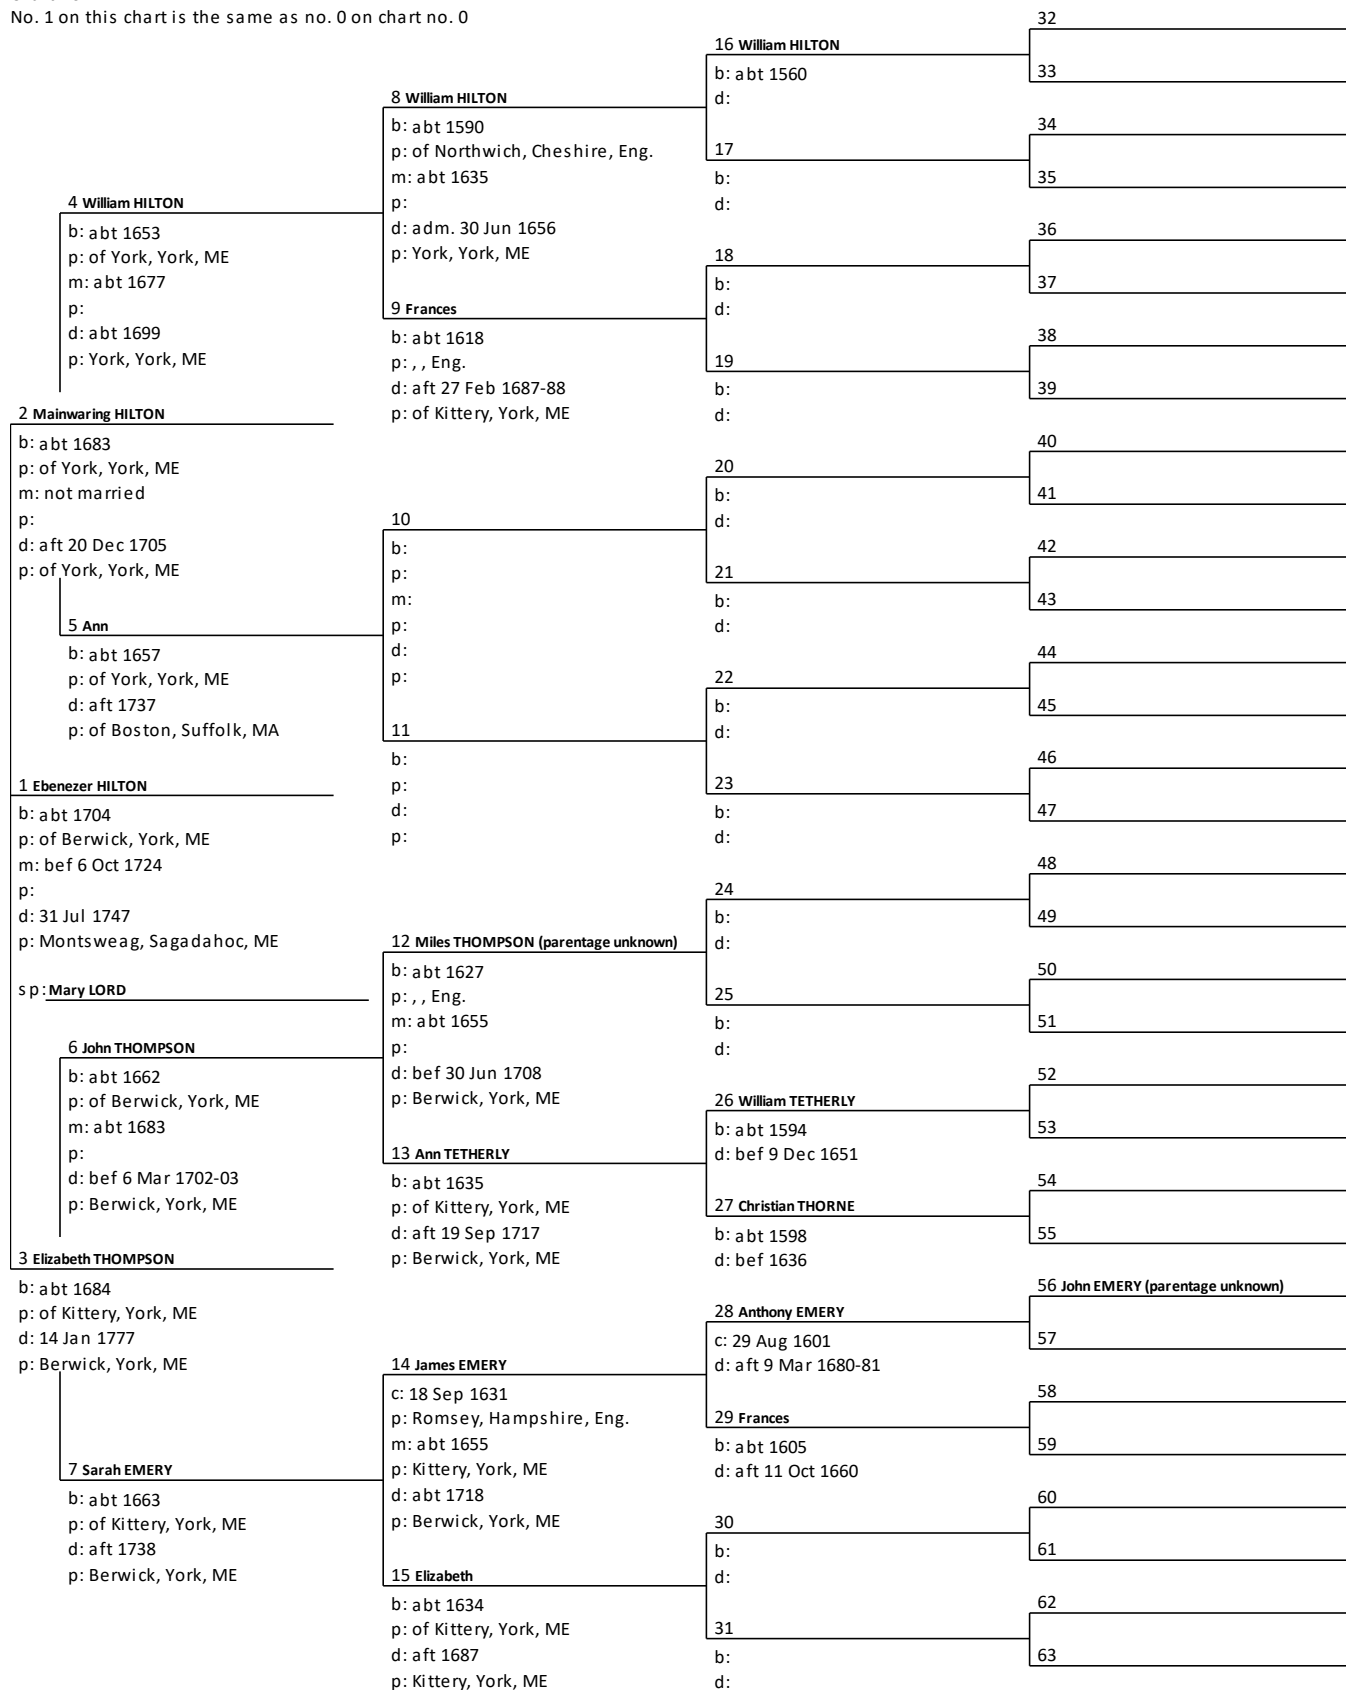 No. 1 on this chart is the same as no. 0 on chart no. 0
4 William HILTON
b: abt 1653
p: of York, York, ME
m: abt 1677
p:
d: abt 1699
p: York, York, ME
2 Mainwaring HILTON
b: abt 1683
p: of York, York, ME
m: not married
p:
d: aft 20 Dec 1705
p: of York, York, ME
5 Ann
b: abt 1657
p: of York, York, ME
d: aft 1737
p: of Boston, Suffolk, MA
1 Ebenezer HILTON
b: abt 1704
p: of Berwick, York, ME
m: bef 6 Oct 1724
p:
d: 31 Jul 1747
p: Montsweag, Sagadahoc, ME
sp: Mary LORD
6 John THOMPSON
b: abt 1662
p: of Berwick, York, ME
m: abt 1683
p:
d: bef 6 Mar 1702-03
p: Berwick, York, ME
3 Elizabeth THOMPSON
b: abt 1684
p: of Kittery, York, ME
d: 14 Jan 1777
p: Berwick, York, ME
7 Sarah EMERY
b: abt 1663
p: of Kittery, York, ME
d: aft 1738
p: Berwick, York, ME
8 William HILTON
b: abt 1590
p: of Northwich, Cheshire, Eng.
m: abt 1635
p:
d: adm. 30 Jun 1656
p: York, York, ME
9 Frances
b: abt 1618
p: , , Eng.
d: aft 27 Feb 1687-88
p: of Kittery, York, ME
10
b:
p:
m:
p:
d:
p:
11
b:
p:
d:
p:
12 Miles THOMPSON (parentage unknown)
b: abt 1627
p: , , Eng.
m: abt 1655
p:
d: bef 30 Jun 1708
p: Berwick, York, ME
13 Ann TETHERLY
b: abt 1635
p: of Kittery, York, ME
d: aft 19 Sep 1717
p: Berwick, York, ME
14 James EMERY
c: 18 Sep 1631
p: Romsey, Hampshire, Eng.
m: abt 1655
p: Kittery, York, ME
d: abt 1718
p: Berwick, York, ME
15 Elizabeth
b: abt 1634
p: of Kittery, York, ME
d: aft 1687
p: Kittery, York, ME
16 William HILTON
b: abt 1560
d:
17
b:
d:
18
b:
d:
19
b:
d:
20
b:
d:
21
b:
d:
22
b:
d:
23
b:
d:
24
b:
d:
25
b:
d:
26 William TETHERLY
b: abt 1594
d: bef 9 Dec 1651
27 Christian THORNE
b: abt 1598
d: bef 1636
28 Anthony EMERY
c: 29 Aug 1601
d: aft 9 Mar 1680-81
29 Frances
b: abt 1605
d: aft 11 Oct 1660
30
b:
d:
31
b:
d:
32
33
34
35
36
37
38
39
40
41
42
43
44
45
46
47
48
49
50
51
52
53
54
55
56 John EMERY (parentage unknown)
57
58
59
60
61
62
63